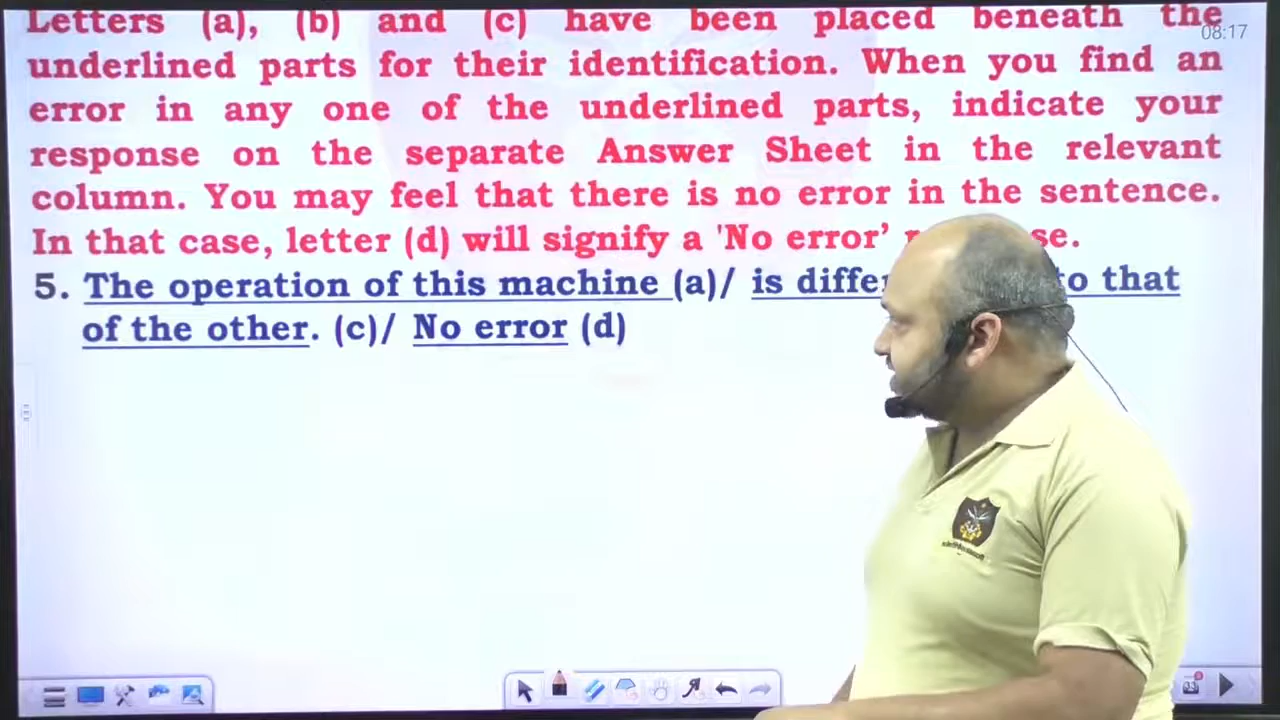 Letters (a), (b) and (c) have been placed beneath the
08:17
underlined parts for their identification. When you find an
error in any one of the underlined parts, indicate your
response on the separate Answer Sheet in the relevant
column. You may feel that there is no error in the sentence.
In that case, letter (d) will signify a 'No error’
5. The operation of this machine (a)/ is that
of the other. (c)/ No error (d)